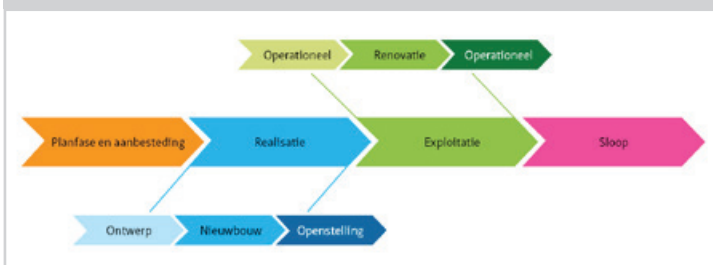 Operationeel Renovatie Operationeel
Planfase en aanbesteding Realisatie Exploitatie Sloop
Ontwerp Nieuwbouw Openstelling